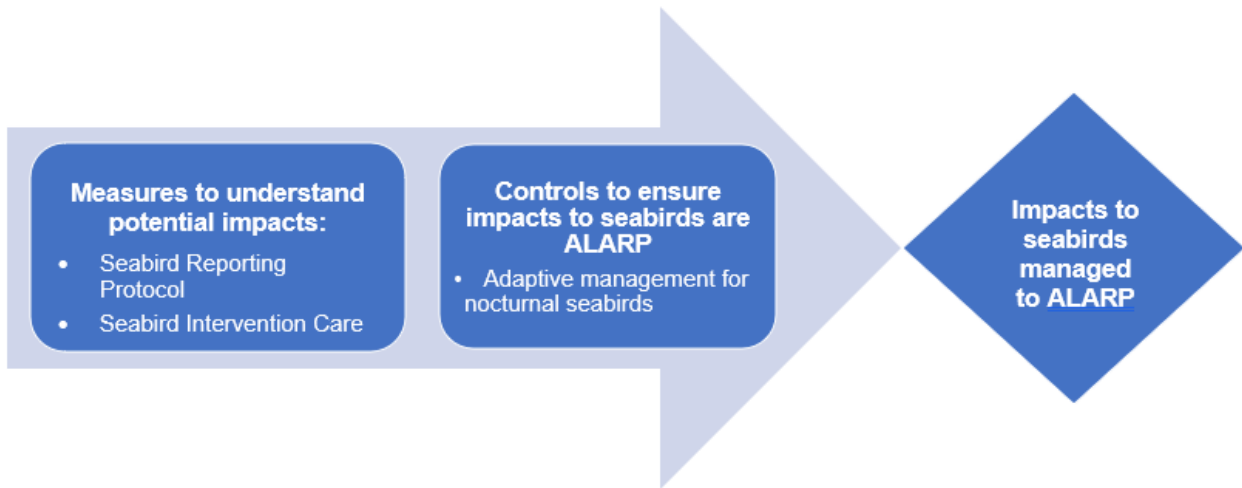 Measures to understand
potential impacts:
• Seabird Reporting
Protocol
• Seabird Intervention Care
Controls to ensure
impacts to seabirds are
ALARP
• Adaptive management for
nocturnal seabirds
Impacts to
seabirds
managed
to ALARP